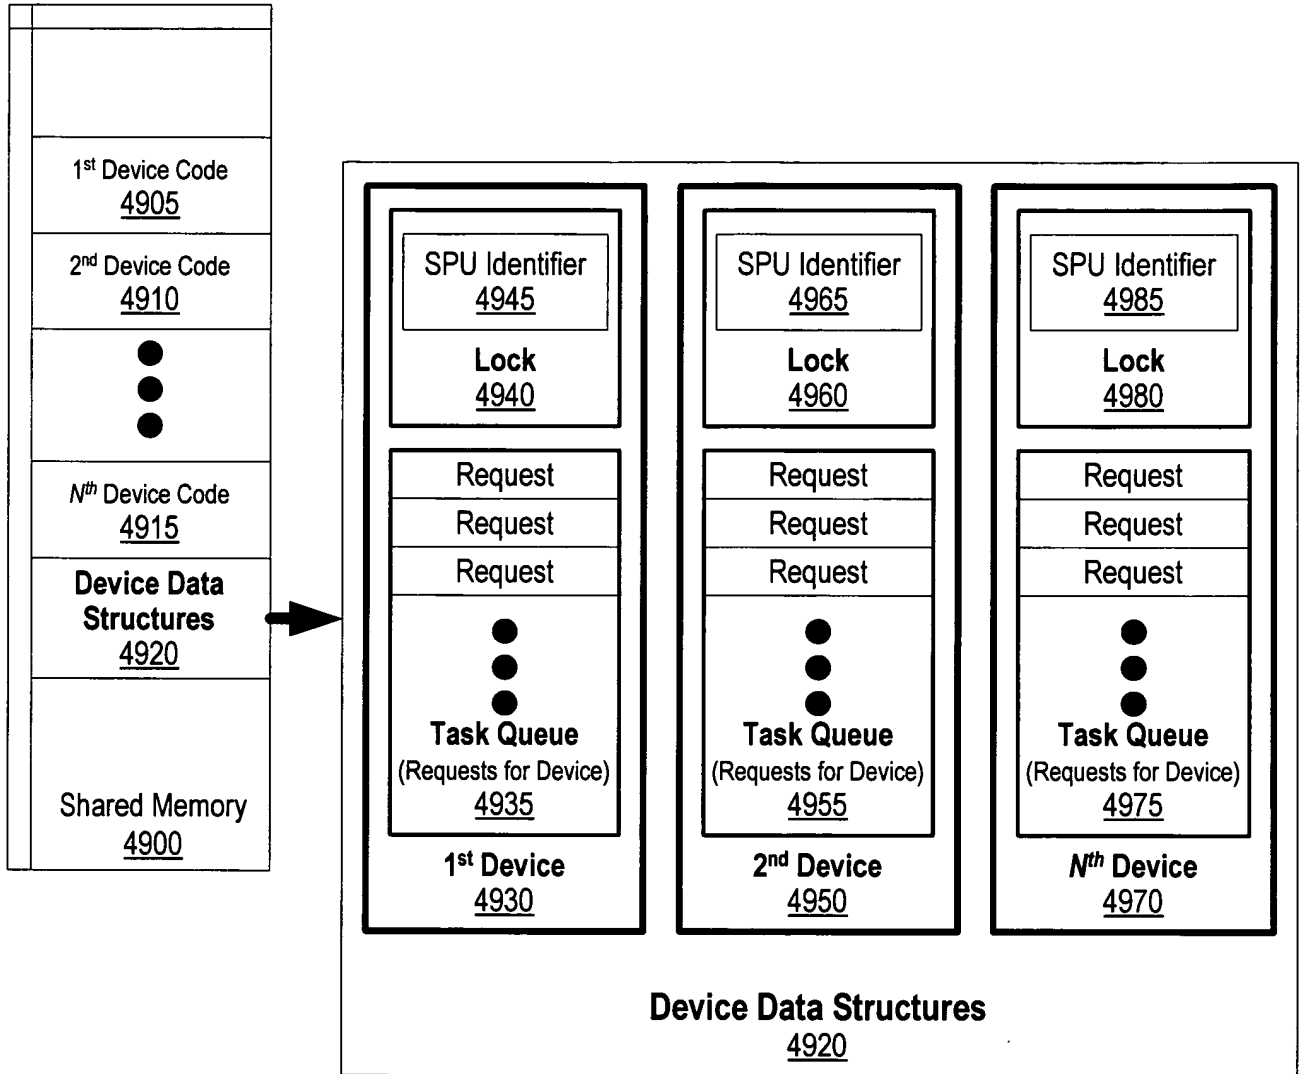 1st Device Code
4905
2nd Device Code
4910
Nth Device Code
4915
Device Data
Structures
4920
Shared Memory
4900
SPU Identifier
4945
Lock
4940
Request
Request
Request
Task Queue
(Requests for Device)
4935
1st Device
4930
SPU Identifier
4965
Lock
4960
Request
Request
Request
Task Queue
(Requests for Device)
4955
2nd Device
4950
SPU Identifier
4985
Lock
4980
Request
Request
Request
Task Queue
(Requests for Device)
4975
Nth Device
4970
Device Data Structures
4920